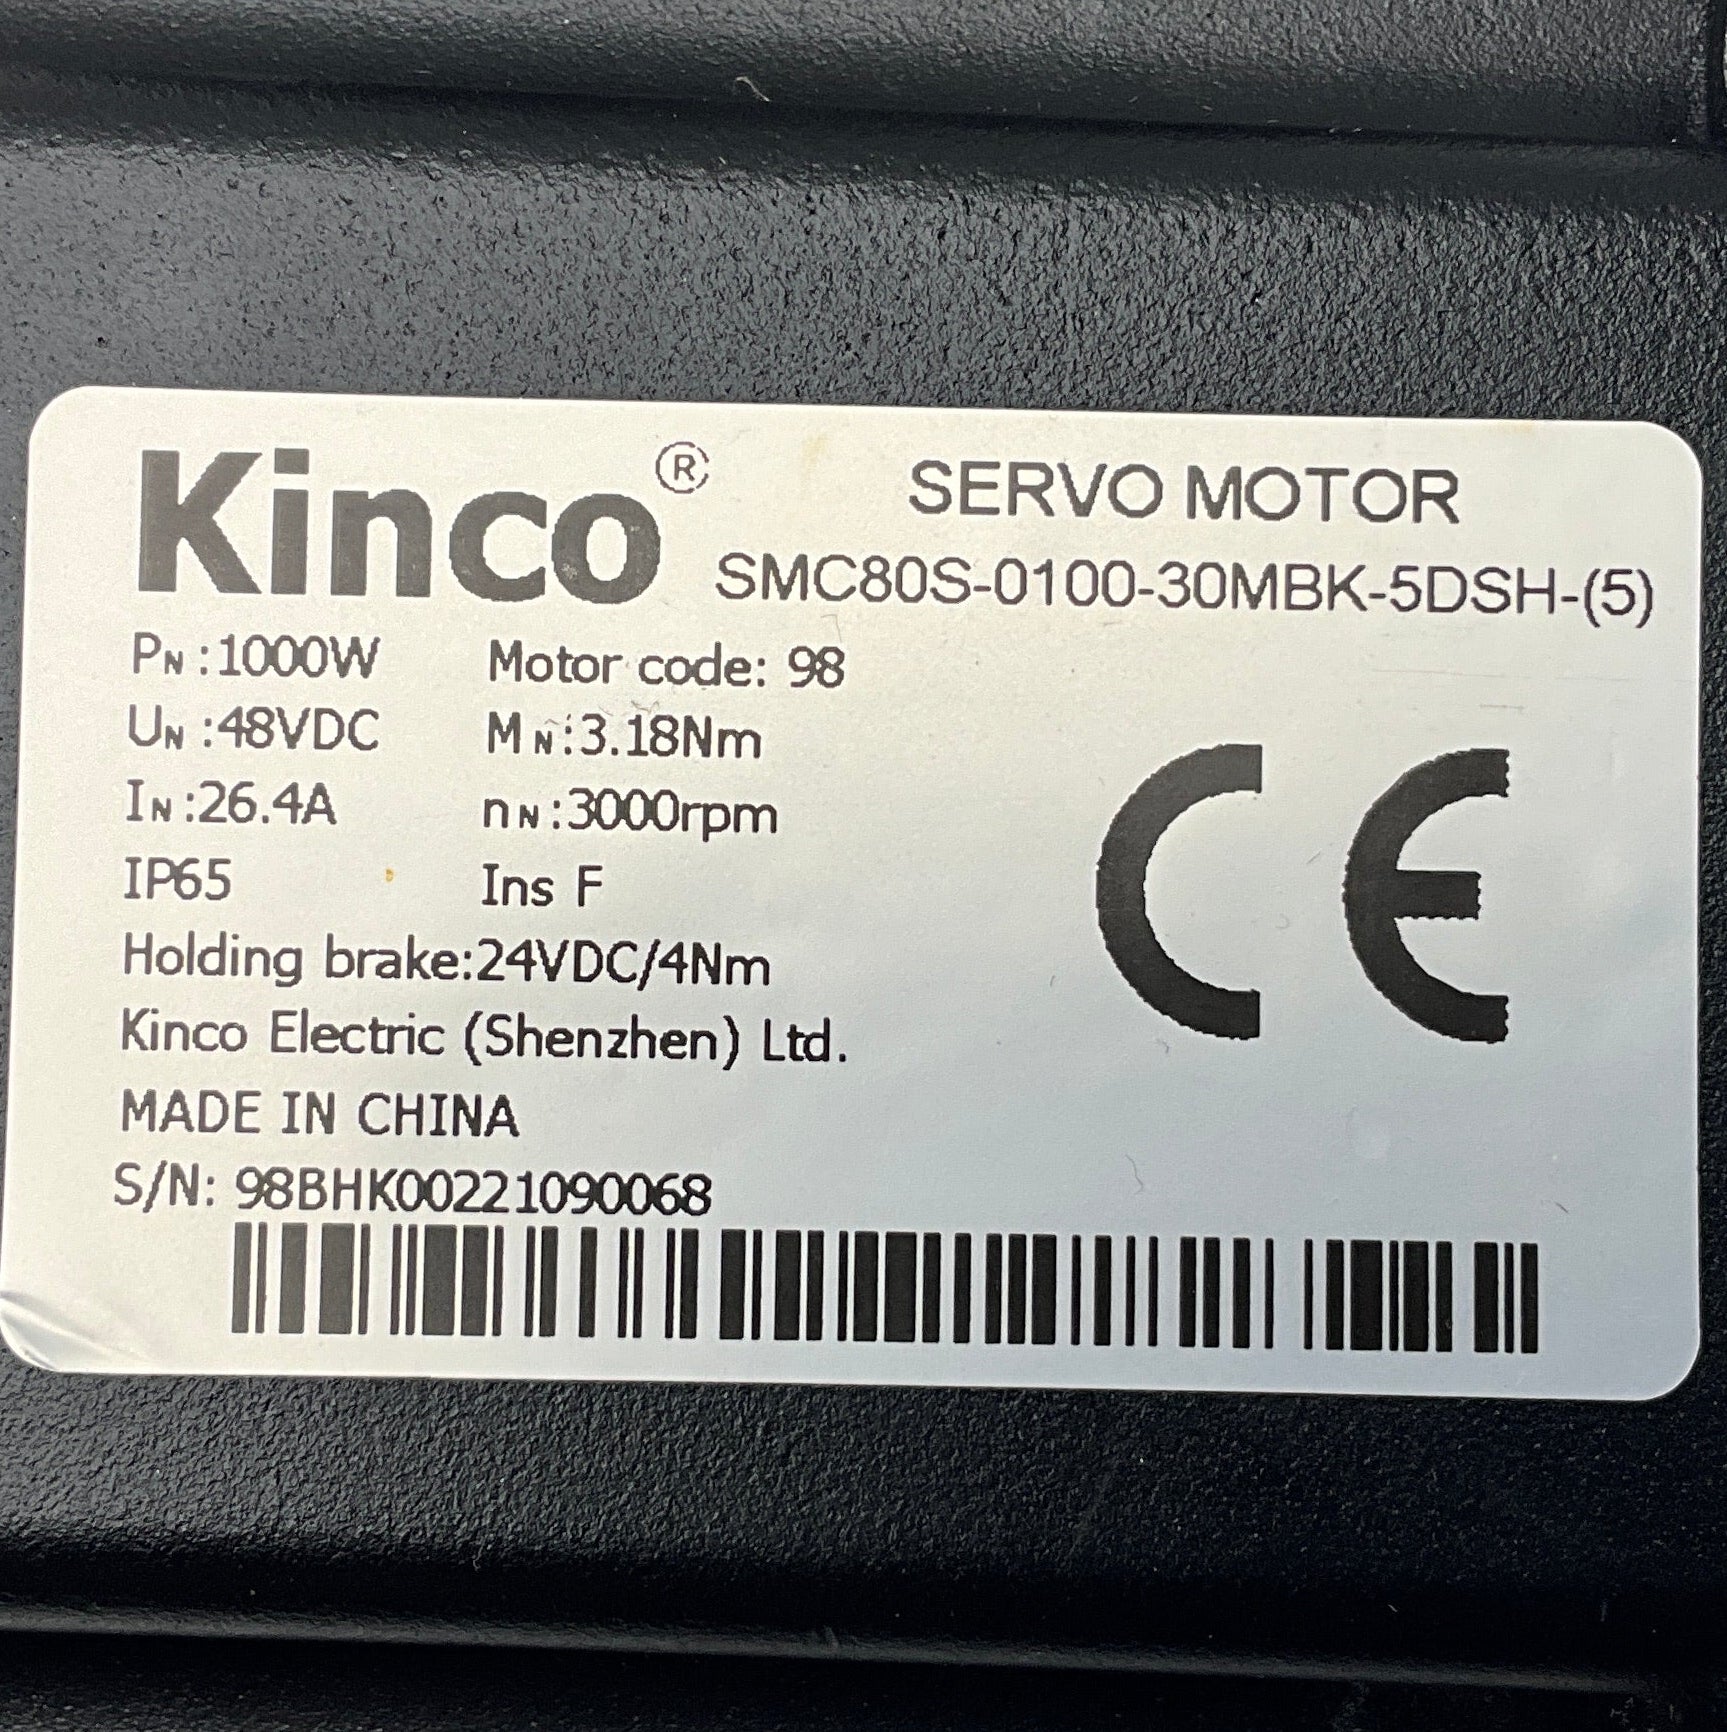 Kinco® SERVO MOTOR
SMC80S-0100-30MBK-5DSH-(5)
PN:1000W Motor code: 98
UN:48VDC MN:3.18Nm
IN:26.4A nN:3000rpm
IP65 Ins F
Holding brake:24VDC/4Nm
Kinco Electric (Shenzhen) Ltd.
MADE IN CHINA
S/N: 98BHK00221090068
CE